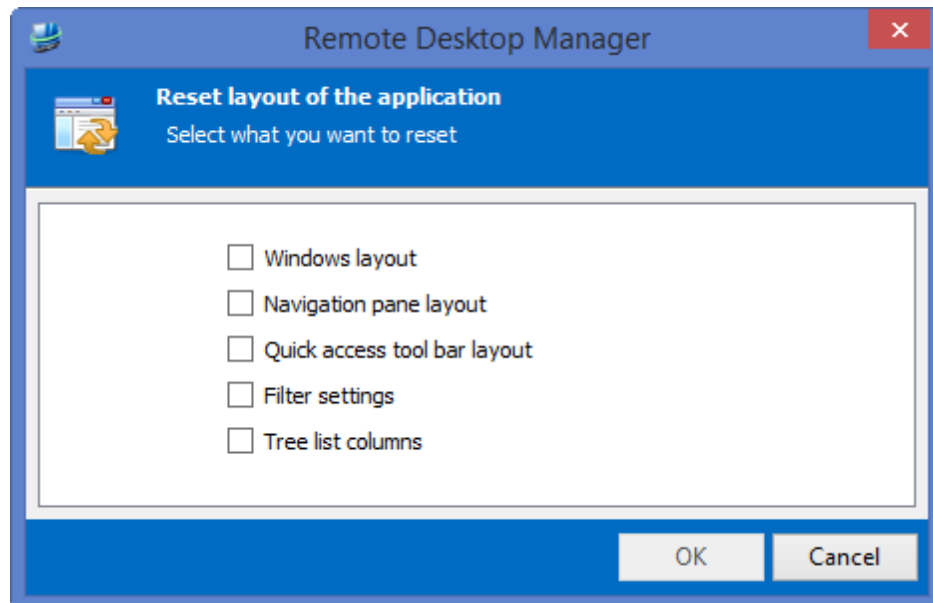 Remote Desktop Manager
Reset layout of the application
Select what you want to reset
Windows layout
Navigation pane layout
Quick access tool bar layout
Filter settings
Tree list columns
OK
Cancel